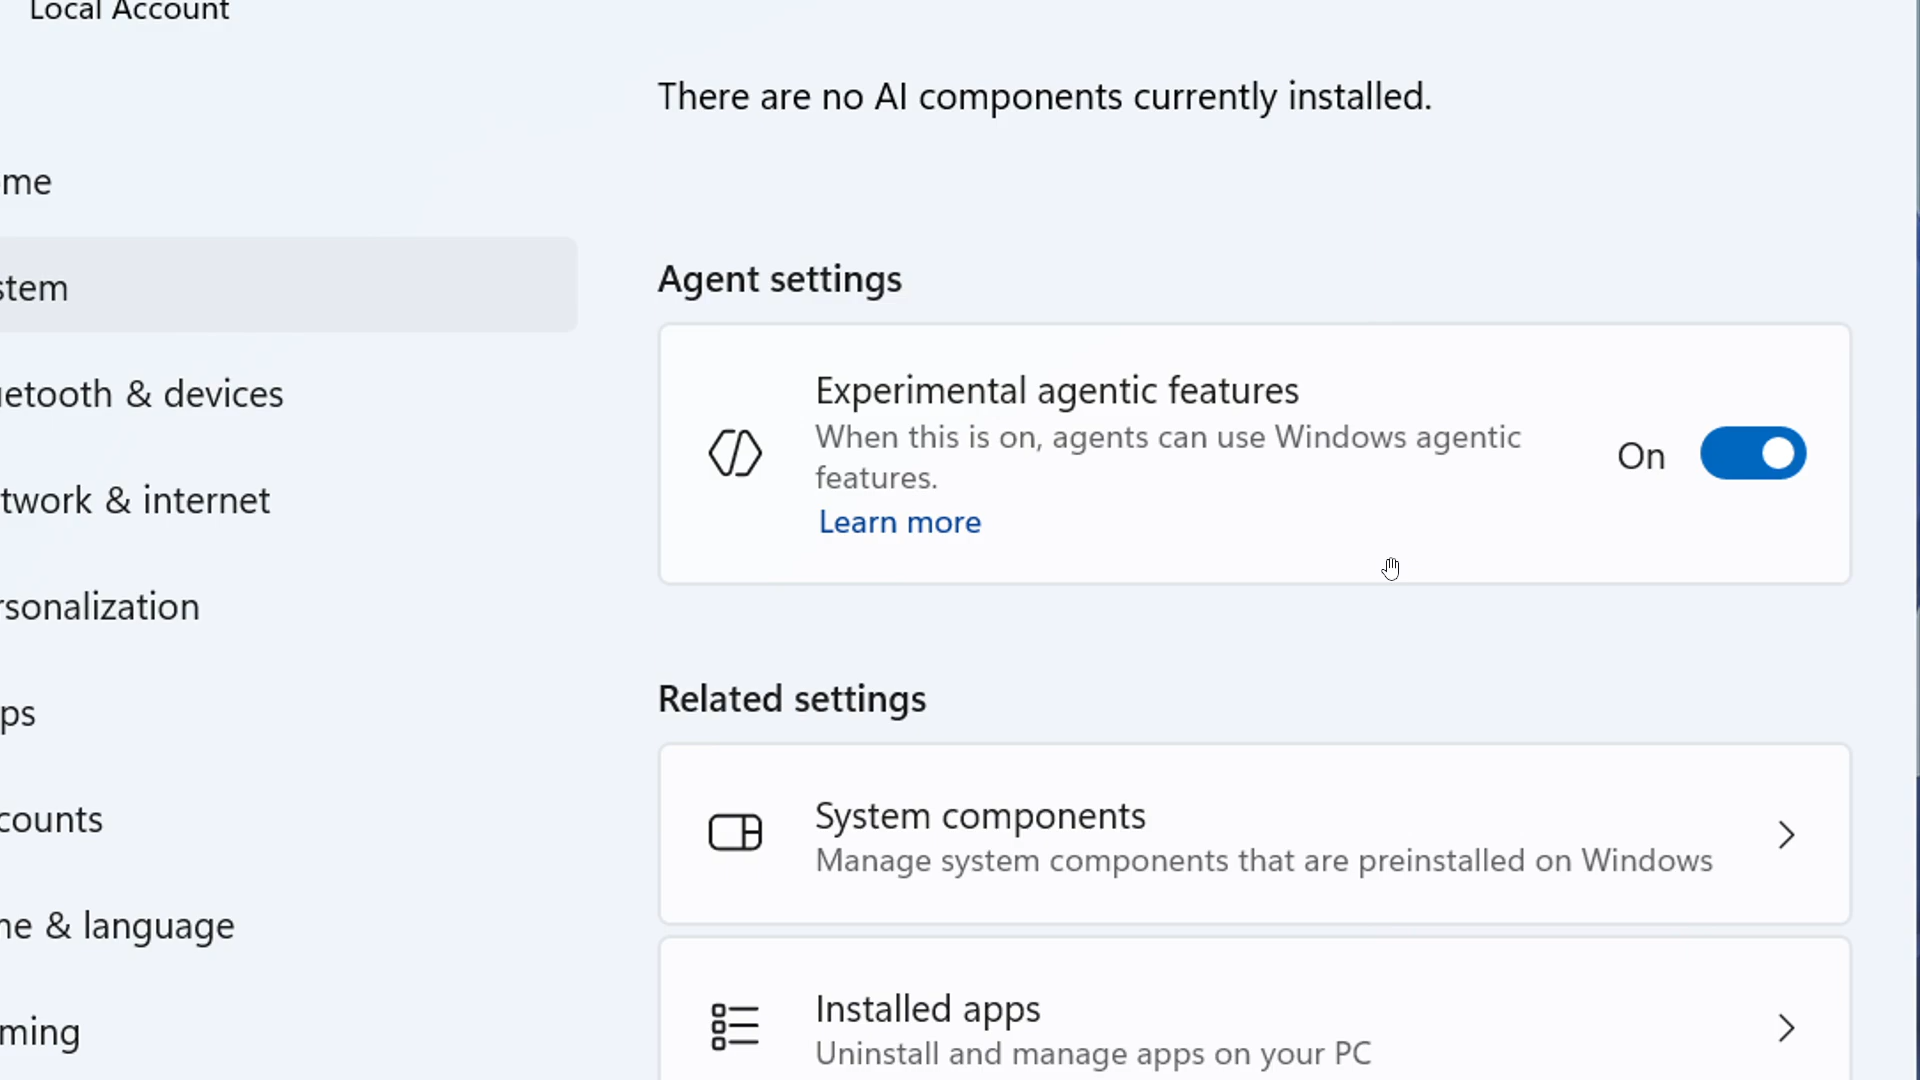 Local Account
There are no AI components currently installed.
me
stem
Agent settings
Experimental agentic features
When this is on, agents can use Windows agentic
features.
Learn more
On
uetooth & devices
twork & internet
rsonalization
Related settings
ps
System components
Manage system components that are preinstalled on Windows
counts
ne & language
Installed apps
Uninstall and manage apps on your PC
ming